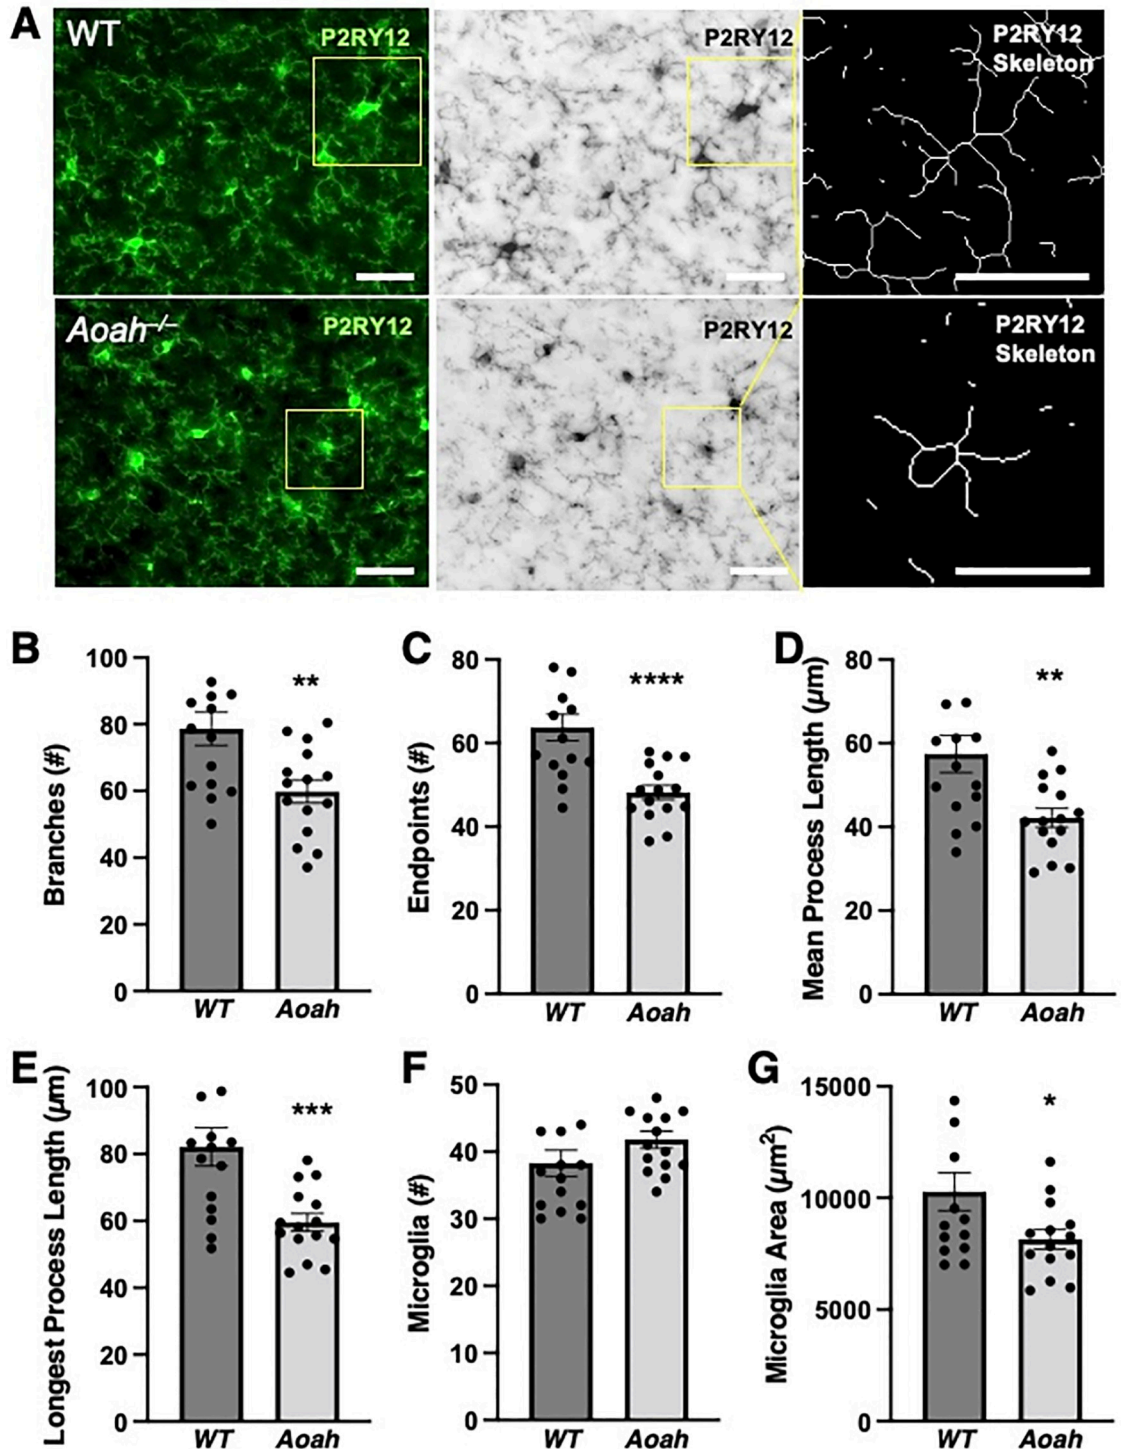 A
WT
P2RY12
P2RY12
P2RY12
Skeleton
Aoah–/–
P2RY12
P2RY12
P2RY12
Skeleton
B
Branches (#)
100
80
60
40
20
0
**
WT
Aoah
C
Endpoints (#)
80
60
40
20
0
****
WT
Aoah
D
Mean Process Length (µm)
80
60
40
20
0
**
WT
Aoah
E
Longest Process Length (µm)
100
80
60
40
20
0
***
WT
Aoah
F
Microglia (#)
50
40
30
20
10
0
WT
Aoah
G
Microglia Area (µm²)
15000
10000
5000
0
*
WT
Aoah